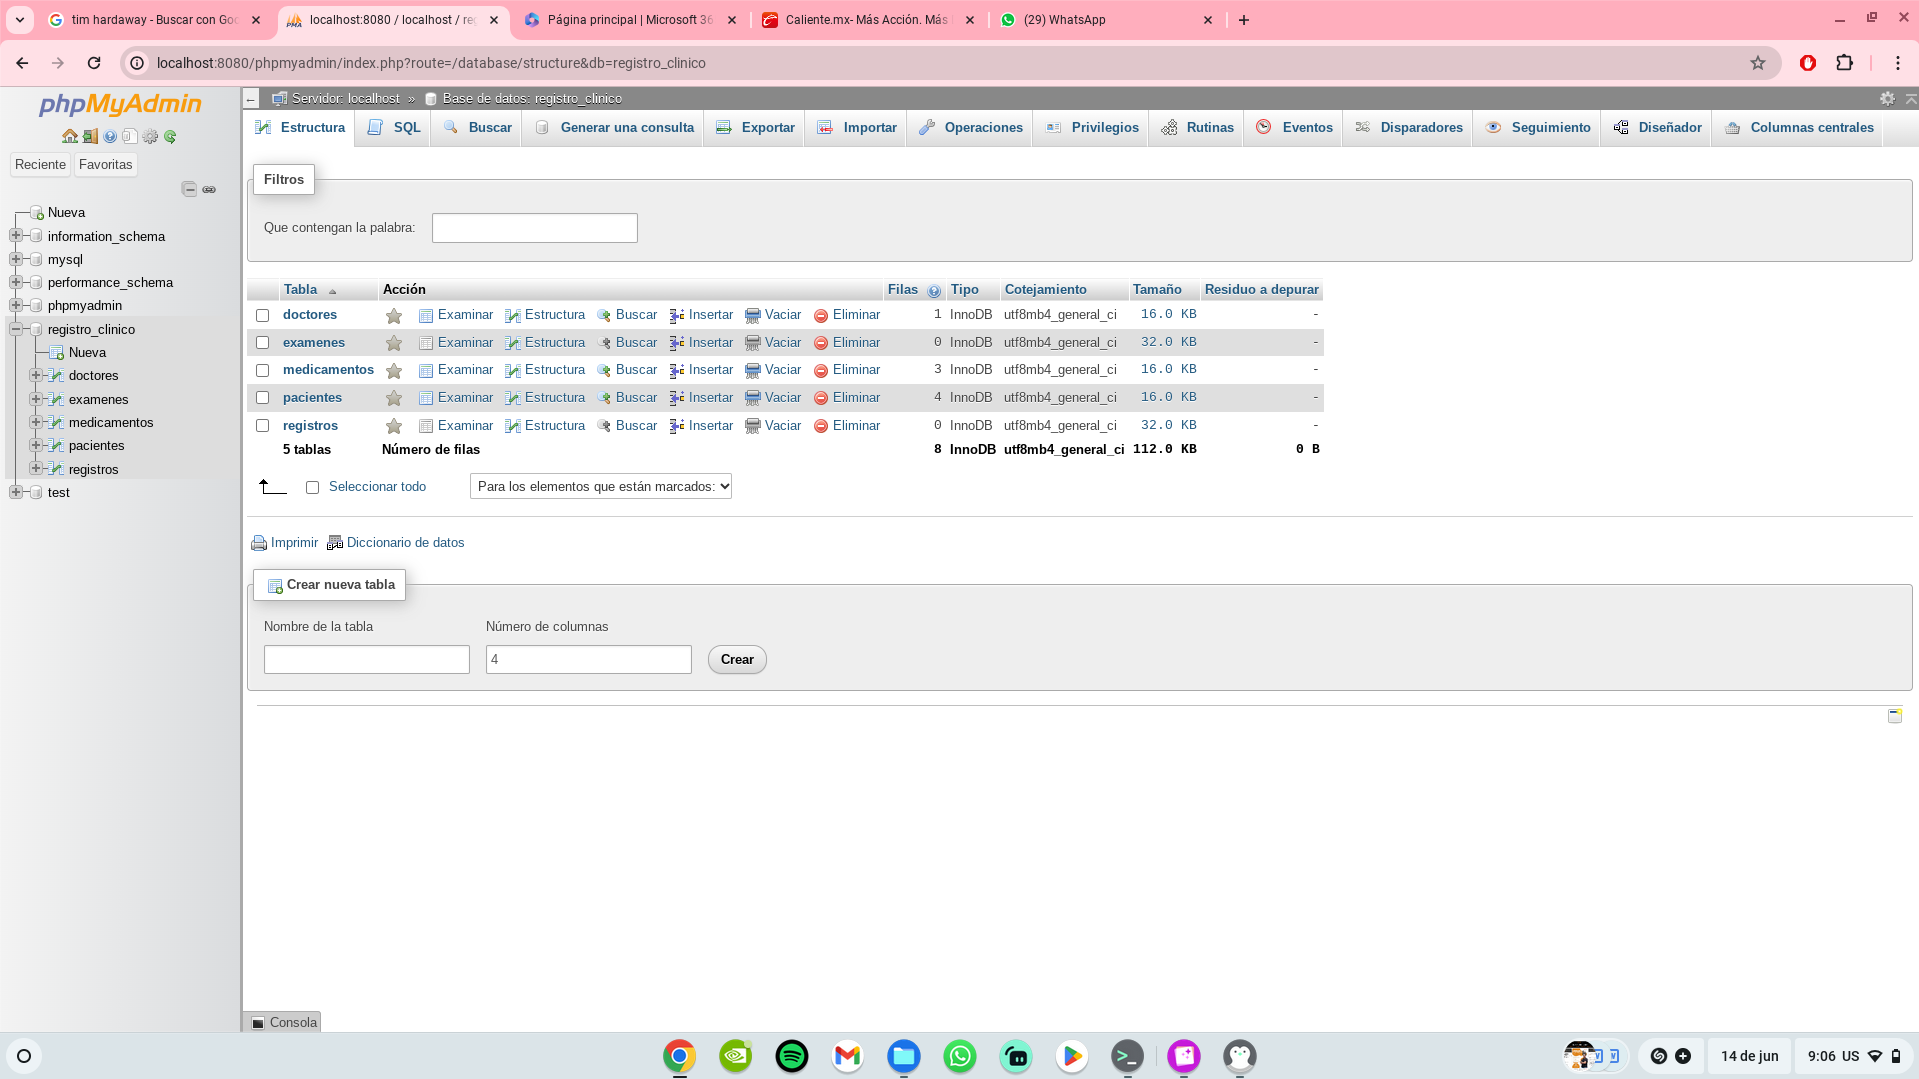 tim hardaway - Buscar con Goo
localhost:8080 / localhost / reg
Página principal | Microsoft 36
Caliente.mx- Más Acción. Más
(29) WhatsApp
localhost:8080/phpmyadmin/index.php?route=/database/structure&db=registro_clinico
phpMyAdmin
Reciente Favoritas
Nueva
information_schema
mysql
performance_schema
phpmyadmin
registro_clinico
Nueva
doctores
examenes
medicamentos
pacientes
registros
test
Servidor: localhost » Base de datos: registro_clinico
Estructura SQL Buscar Generar una consulta Exportar Importar Operaciones Privilegios Rutinas Eventos Disparadores Seguimiento Diseñador Columnas centrales
Filtros
Que contengan la palabra:
Tabla Acción Filas Tipo Cotejamiento Tamaño Residuo a depurar
doctores Examinar Estructura Buscar Insertar Vaciar Eliminar 1 InnoDB utf8mb4_general_ci 16.0 KB -
examenes Examinar Estructura Buscar Insertar Vaciar Eliminar 0 InnoDB utf8mb4_general_ci 32.0 KB -
medicamentos Examinar Estructura Buscar Insertar Vaciar Eliminar 3 InnoDB utf8mb4_general_ci 16.0 KB -
pacientes Examinar Estructura Buscar Insertar Vaciar Eliminar 4 InnoDB utf8mb4_general_ci 16.0 KB -
registros Examinar Estructura Buscar Insertar Vaciar Eliminar 0 InnoDB utf8mb4_general_ci 32.0 KB -
5 tablas Número de filas 8 InnoDB utf8mb4_general_ci 112.0 KB 0 B
Seleccionar todo Para los elementos que están marcados:
Imprimir Diccionario de datos
Crear nueva tabla
Nombre de la tabla Número de columnas
4 Crear
Consola
14 de jun 9:06 US